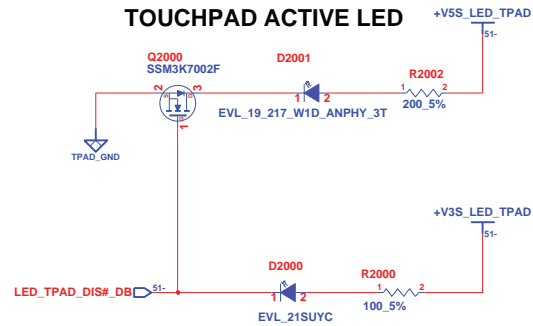 TOUCHPAD ACTIVE LED
+V5S_LED_TPAD
51-
Q2000
SSM3K7002F
D2001
R2002
2
3
1
2
1
2
EVL_19_217_W1D_ANPHY_3T
200_5%
1
TPAD_GND
+V3S_LED_TPAD
51-
D2000
R2000
LED_TPAD_DIS#_DB
51-
1
2
1
2
EVL_21SUYC
100_5%